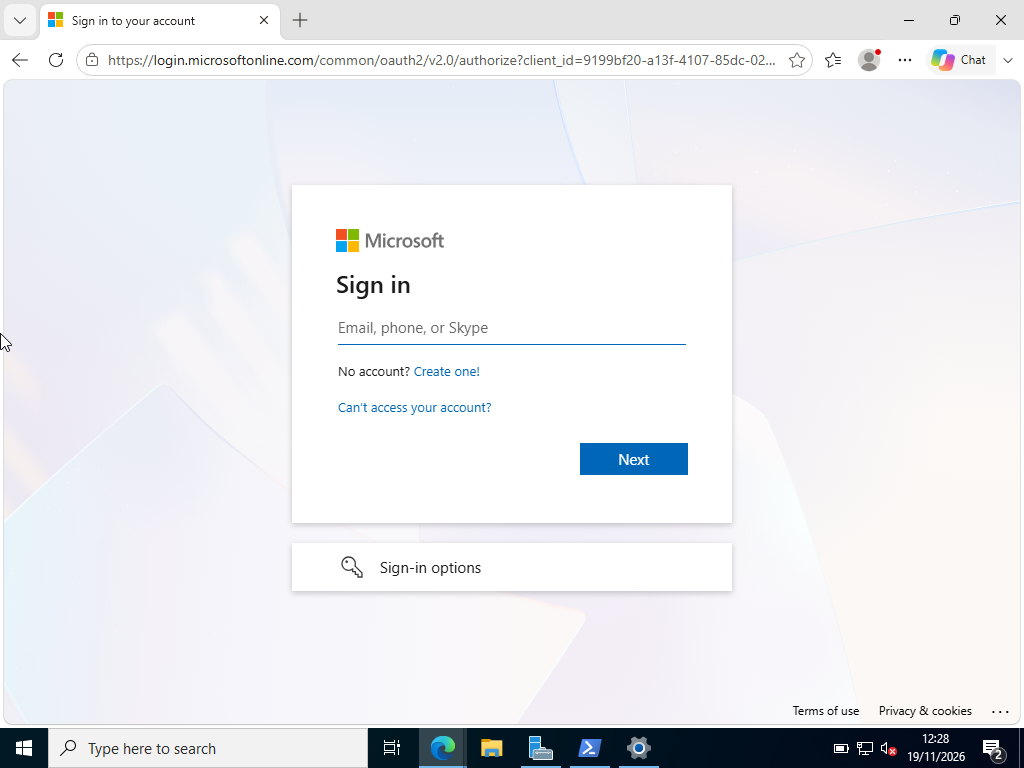 Sign in to your account
https://login.microsoftonline.com/common/oauth2/v2.0/authorize?client_id=9199bf20-a13f-4107-85dc-02...
Chat
Microsoft
Sign in
Email, phone, or Skype
No account? Create one!
Can't access your account?
Next
Sign-in options
Terms of use
Privacy & cookies
Type here to search
12:28
19/11/2026
2